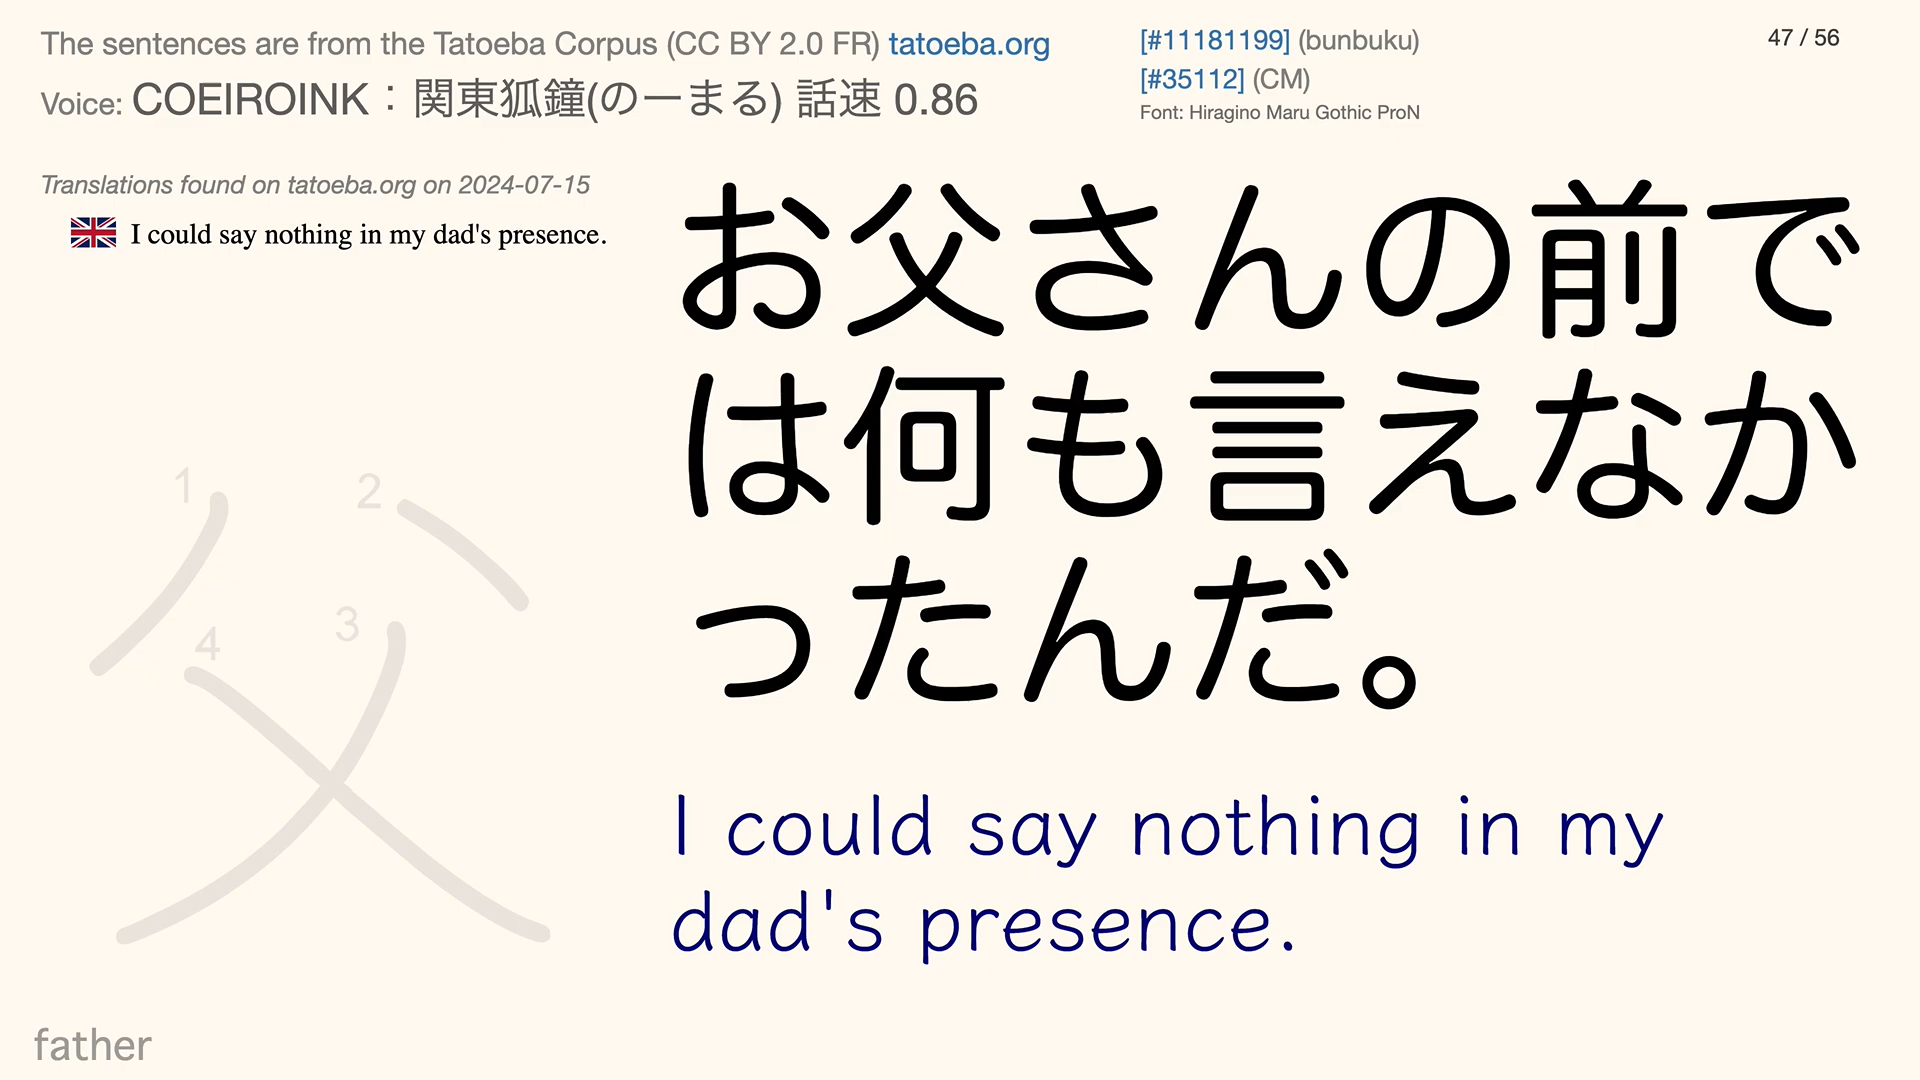 The sentences are from the Tatoeba Corpus (CC BY 2.0 FR) tatoeba.org
Voice: COEIROINK：関東狐鐘(のーまる) 話速 0.86
[#11181199] (bunbuku)
[#35112] (CM)
Font: Hiragino Maru Gothic ProN
47 / 56
Translations found on tatoeba.org on 2024-07-15
I could say nothing in my dad's presence.
お父さんの前で
は何も言えなか
ったんだ。
I could say nothing in my
dad's presence.
1
2
3
4
父
father